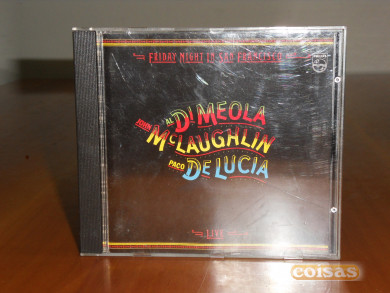 FRIDAY NIGHT IN SAN FRANCISCO
AL DI MEOLA
JOHN McLAUGHLIN
PACO DE LUCIA
LIVE
coisas